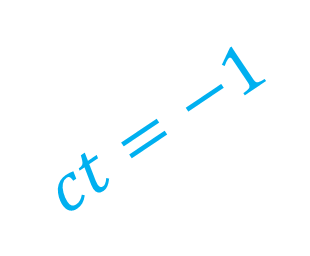 ct = −1